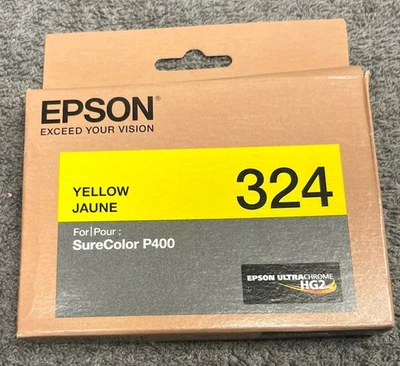 EPSON®
EXCEED YOUR VISION
YELLOW
JAUNE
324
For|Pour :
SureColor P400
EPSON ULTRACHROME
HG2